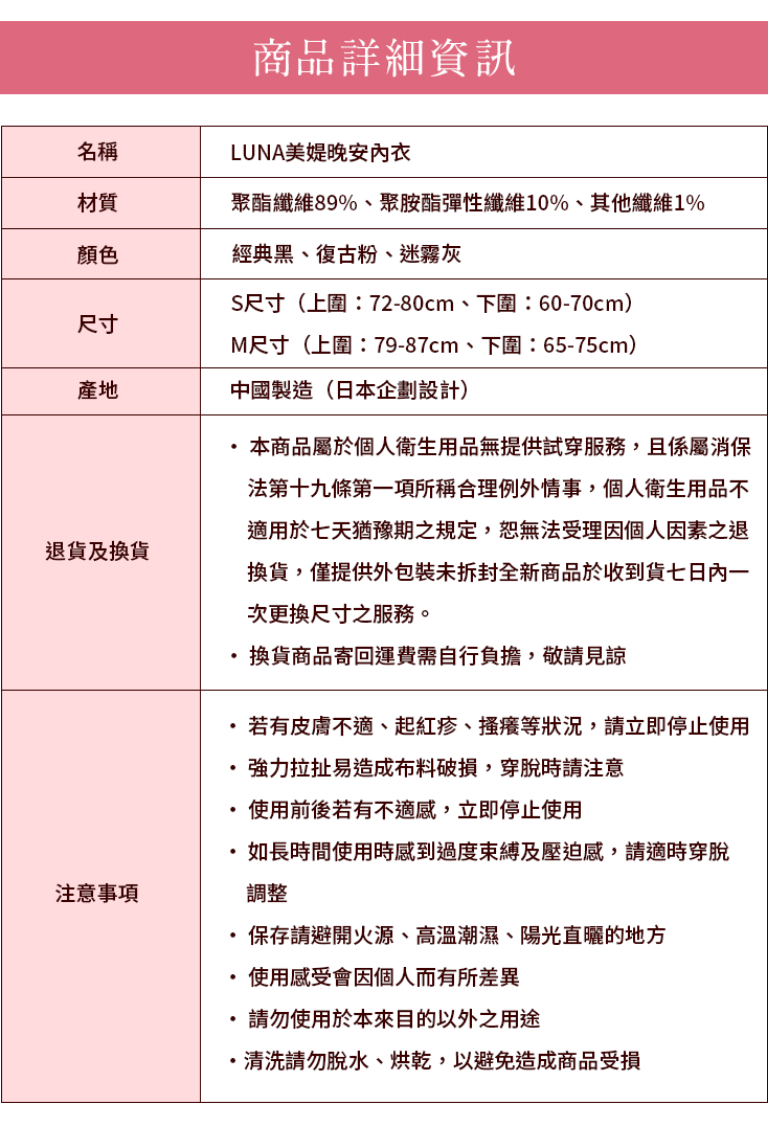 商品詳細資訊
名稱
LUNA美媞晚安內衣
材質
聚酯纖維89%、聚胺酯彈性纖維10%、其他纖維1%
顏色
經典黑、復古粉、迷霧灰
尺寸
S尺寸（上圍：72-80cm、下圍：60-70cm）
M尺寸（上圍：79-87cm、下圍：65-75cm）
產地
中國製造（日本企劃設計）
退貨及換貨
• 本商品屬於個人衛生用品無提供試穿服務，且係屬消保
法第十九條第一項所稱合理例外情事，個人衛生用品不
適用於七天猶豫期之規定，恕無法受理因個人因素之退
換貨，僅提供外包裝未拆封全新商品於收到貨七日內一
次更換尺寸之服務。
• 換貨商品寄回運費需自行負擔，敬請見諒
注意事項
• 若有皮膚不適、起紅疹、搔癢等狀況，請立即停止使用
• 強力拉扯易造成布料破損，穿脫時請注意
• 使用前後若有不適感，立即停止使用
• 如長時間使用時感到過度束縛及壓迫感，請適時穿脫
調整
• 保存請避開火源、高溫潮濕、陽光直曬的地方
• 使用感受會因個人而有所差異
• 請勿使用於本來目的以外之用途
• 清洗請勿脫水、烘乾，以避免造成商品受損